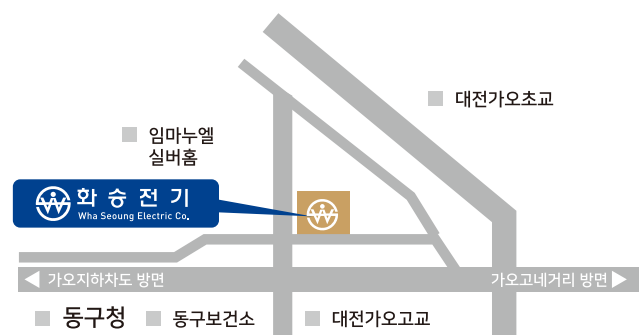 대전가오초교
임마누엘
실버홈
화승전기
Wha Seoung Electric Co.
가오지하차도 방면
가오고네거리 방면
동구청
동구보건소
대전가오고교